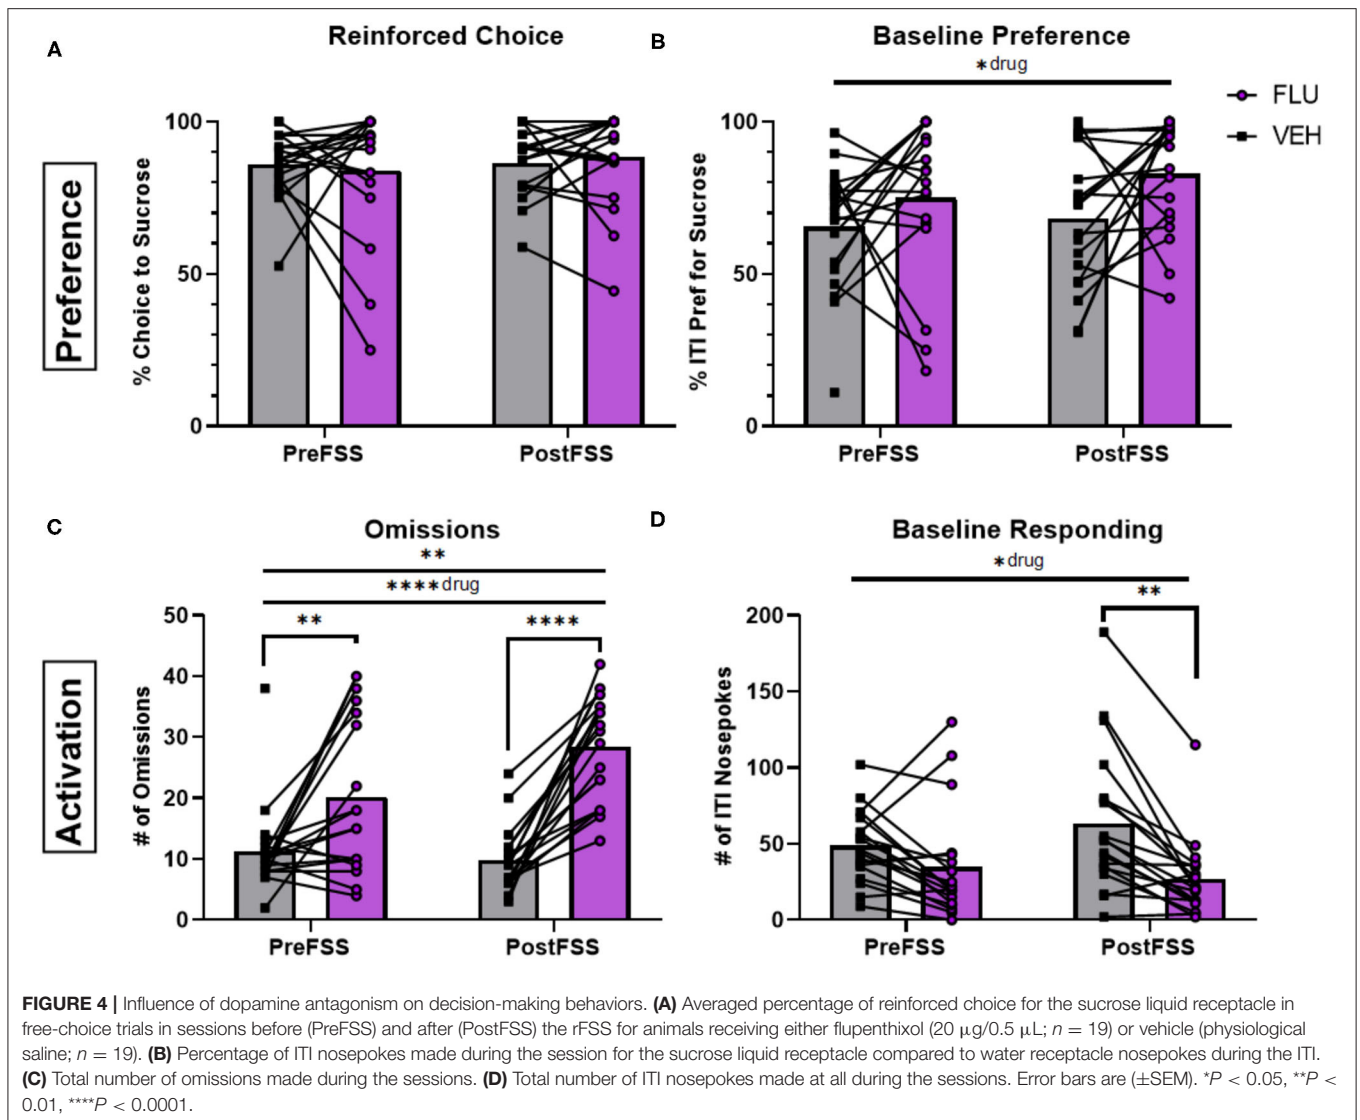 A
Reinforced Choice
B
Baseline Preference
*drug
FLU
VEH
Preference
% Choice to Sucrose
100
50
0
PreFSS
PostFSS
% ITI Pref for Sucrose
100
50
0
PreFSS
PostFSS
C
Omissions
**
****drug
**
****
D
Baseline Responding
*drug
**
Activation
# of Omissions
50
40
30
20
10
0
PreFSS
PostFSS
# of ITI Nosepokes
200
150
100
50
0
PreFSS
PostFSS
FIGURE 4 | Influence of dopamine antagonism on decision-making behaviors. (A) Averaged percentage of reinforced choice for the sucrose liquid receptacle in
free-choice trials in sessions before (PreFSS) and after (PostFSS) the rFSS for animals receiving either flupenthixol (20 μg/0.5 μL; n = 19) or vehicle (physiological
saline; n = 19). (B) Percentage of ITI nosepokes made during the session for the sucrose liquid receptacle compared to water receptacle nosepokes during the ITI.
(C) Total number of omissions made during the sessions. (D) Total number of ITI nosepokes made at all during the sessions. Error bars are (±SEM). *P < 0.05, **P <
0.01, ****P < 0.0001.